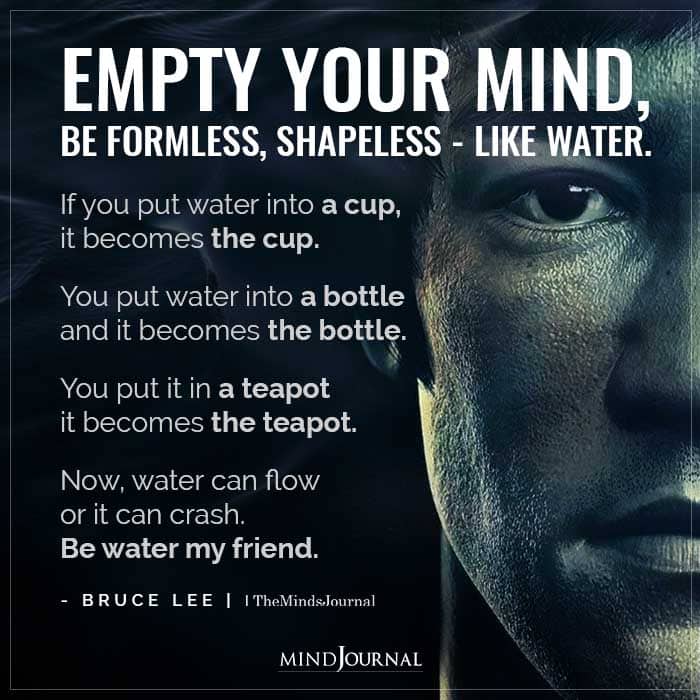 EMPTY YOUR MIND,
BE FORMLESS, SHAPELESS - LIKE WATER.
If you put water into a cup,
it becomes the cup.
You put water into a bottle
and it becomes the bottle.
You put it in a teapot
it becomes the teapot.
Now, water can flow
or it can crash.
Be water my friend.
- BRUCE LEE | | TheMindsJournal
MINDJOURNAL